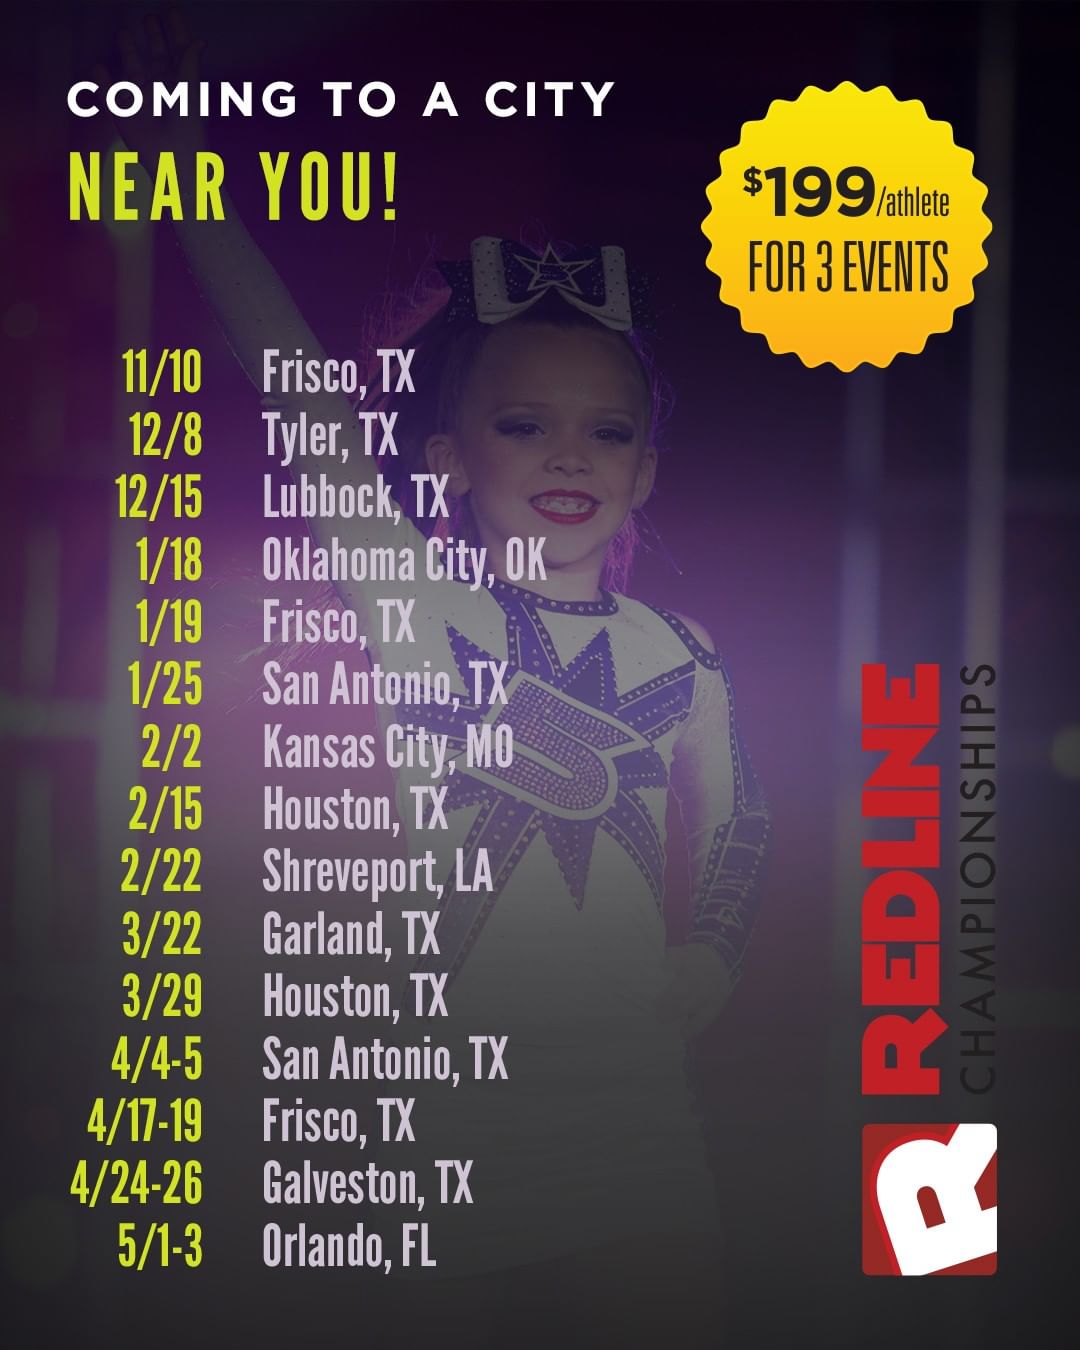 COMING TO A CITY
NEAR YOU!
$199/athlete
FOR 3 EVENTS
11/10 Frisco, TX
12/8 Tyler, TX
12/15 Lubbock, TX
1/18 Oklahoma City, OK
1/19 Frisco, TX
1/25 San Antonio, TX
2/2 Kansas City, MO
2/15 Houston, TX
2/22 Shreveport, LA
3/22 Garland, TX
3/29 Houston, TX
4/4-5 San Antonio, TX
4/17-19 Frisco, TX
4/24-26 Galveston, TX
5/1-3 Orlando, FL
REDLINE
CHAMPIONSHIPS
R